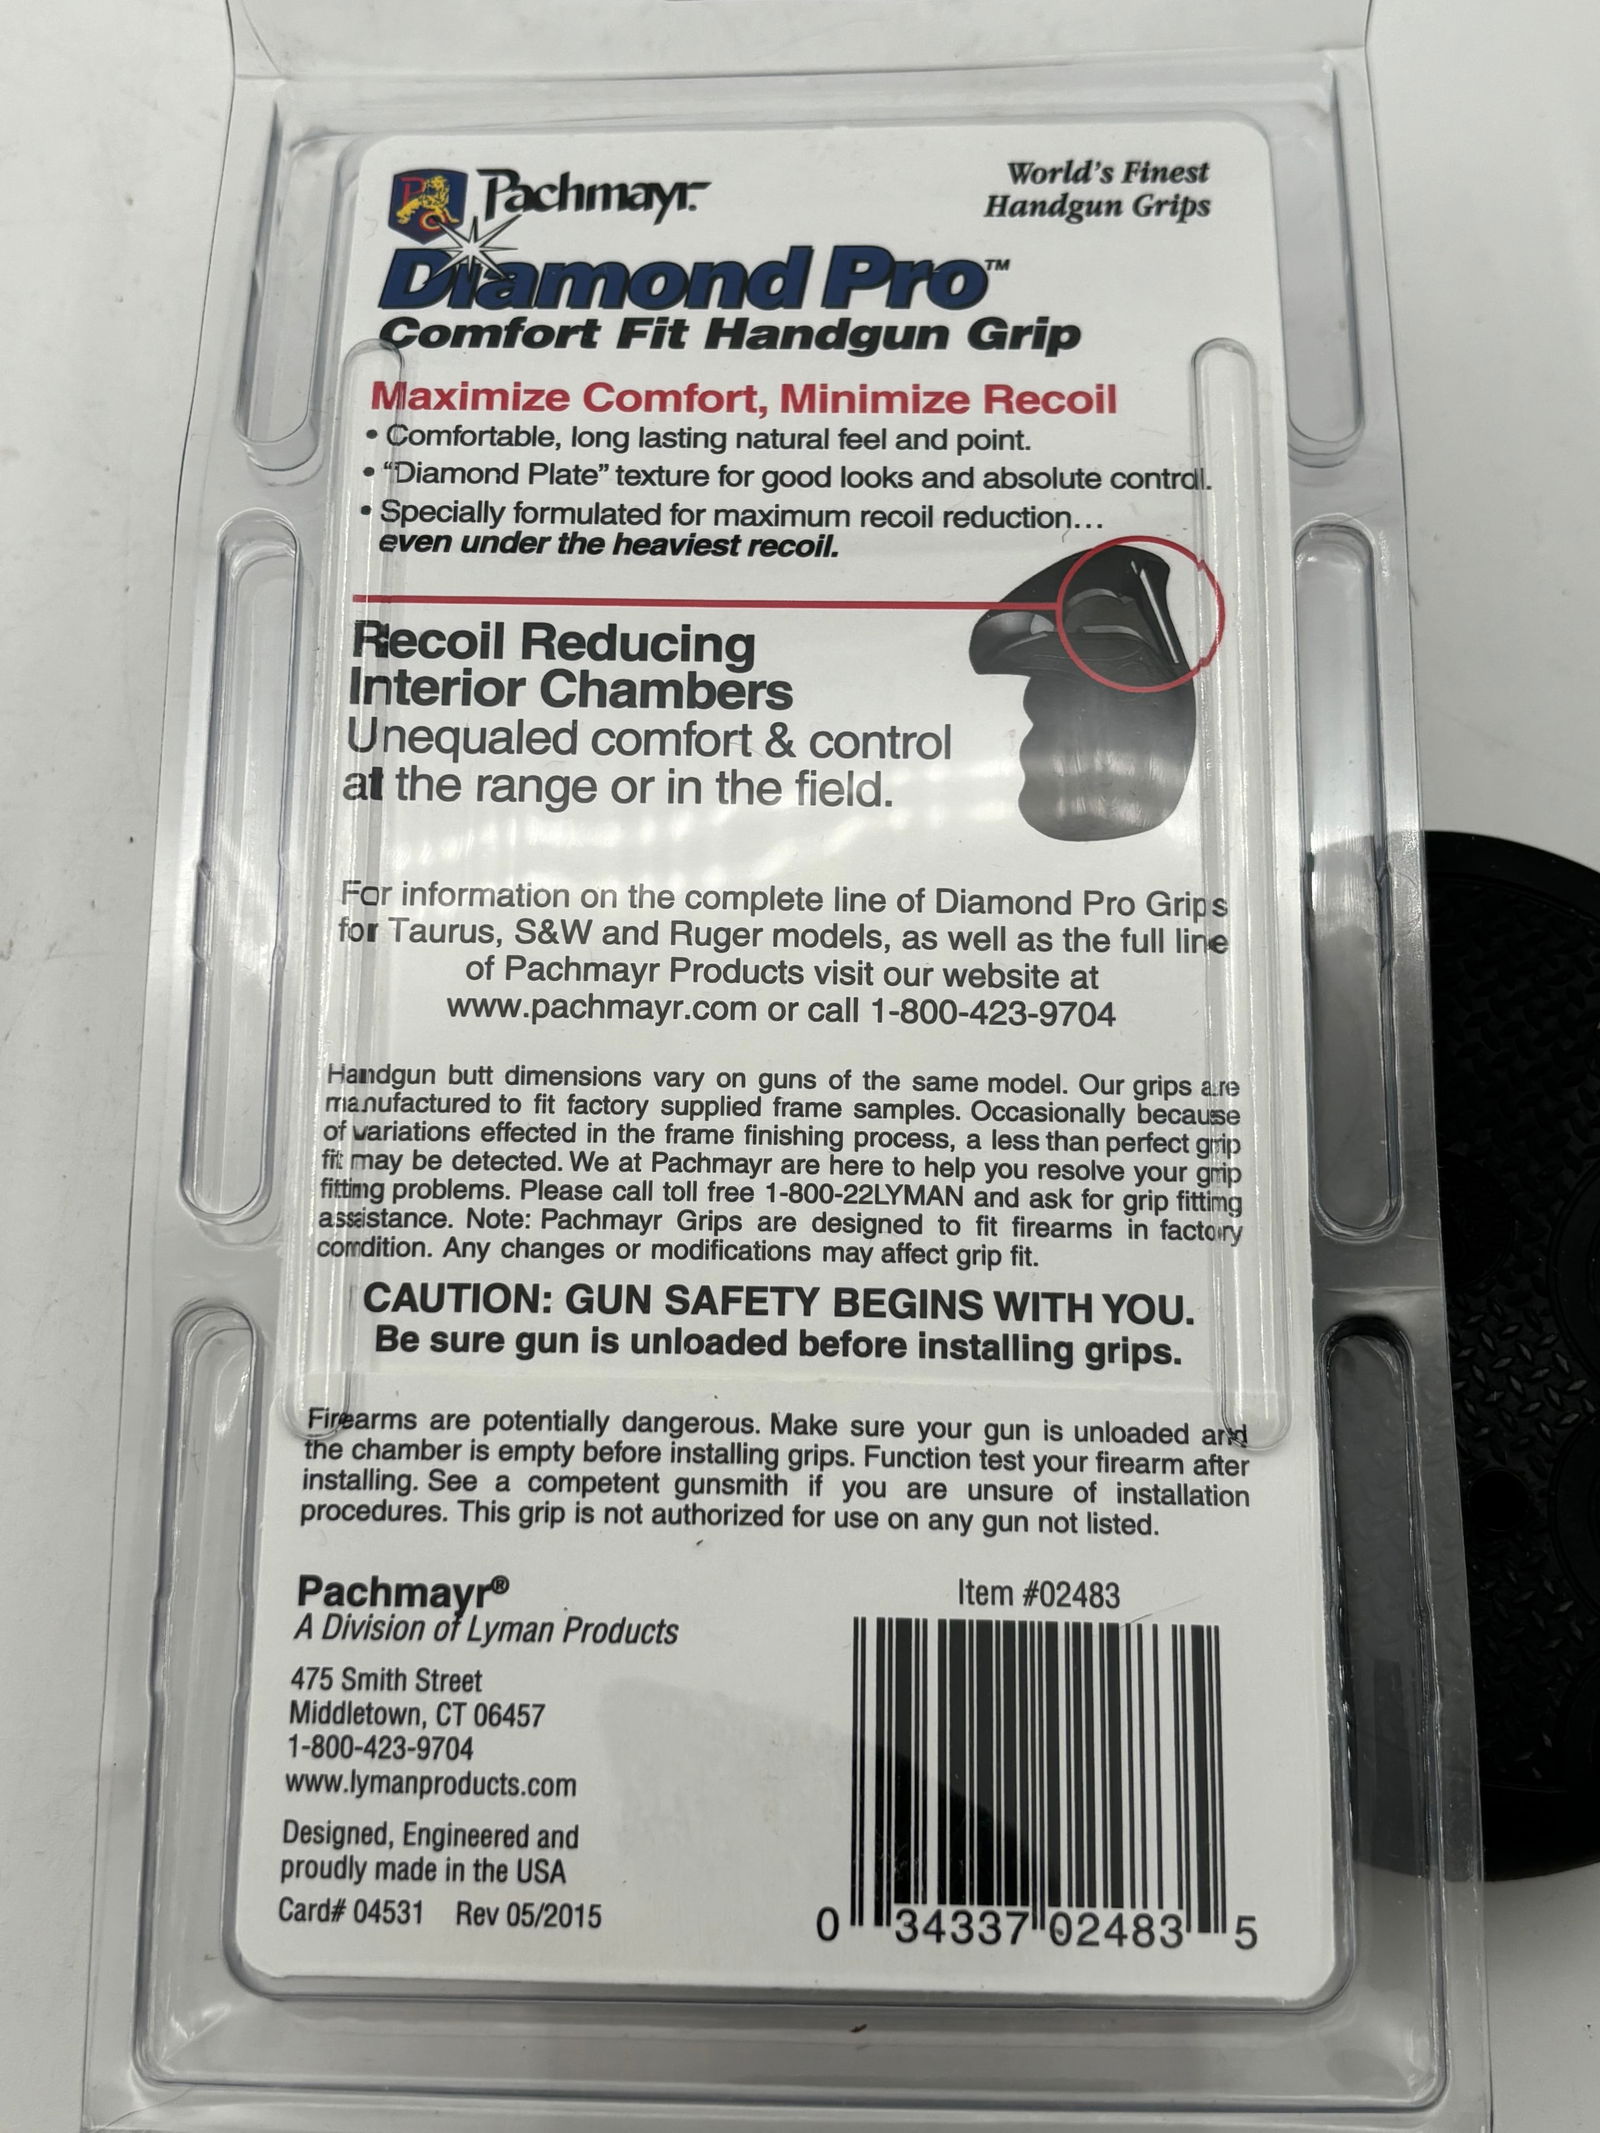 Pachmayr
World's Finest
Handgun Grips
Diamond Pro™
Comfort Fit Handgun Grip
Maximize Comfort, Minimize Recoil
• Comfortable, long lasting natural feel and point.
• “Diamond Plate” texture for good looks and absolute control.
• Specially formulated for maximum recoil reduction…
even under the heaviest recoil.
Recoil Reducing
Interior Chambers
Unequaled comfort & control
at the range or in the field.
For information on the complete line of Diamond Pro Grips
for Taurus, S&W and Ruger models, as well as the full line
of Pachmayr Products visit our website at
www.pachmayr.com or call 1-800-423-9704
Handgun butt dimensions vary on guns of the same model. Our grips are
manufactured to fit factory supplied frame samples. Occasionally because
of variations effected in the frame finishing process, a less than perfect grip
fit may be detected. We at Pachmayr are here to help you resolve your grip
fitting problems. Please call toll free 1-800-22LYMAN and ask for grip fitting
assistance. Note: Pachmayr Grips are designed to fit firearms in factory
condition. Any changes or modifications may affect grip fit.
CAUTION: GUN SAFETY BEGINS WITH YOU.
Be sure gun is unloaded before installing grips.
Firearms are potentially dangerous. Make sure your gun is unloaded and
the chamber is empty before installing grips. Function test your firearm after
installing. See a competent gunsmith if you are unsure of installation
procedures. This grip is not authorized for use on any gun not listed.
Pachmayr®
A Division of Lyman Products
475 Smith Street
Middletown, CT 06457
1-800-423-9704
www.lymanproducts.com
Designed, Engineered and
proudly made in the USA
Card# 04531 Rev 05/2015
Item #02483
0 34337 02483 5